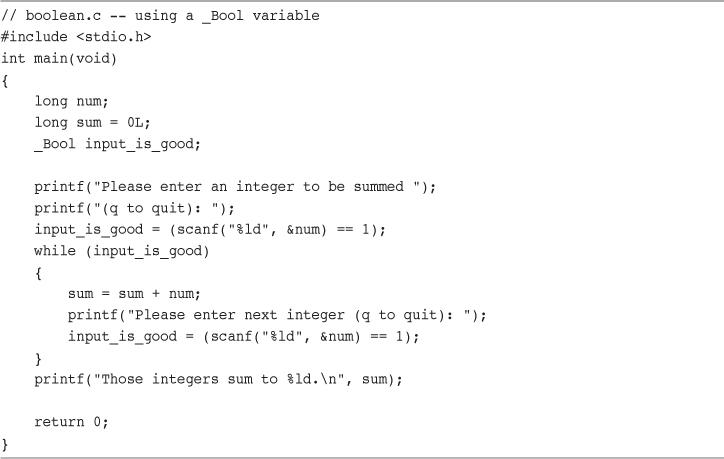 // boolean.c -- using a _Bool variable
#include <stdio.h>
int main(void)
{
    long num;
    long sum = 0L;
    _Bool input_is_good;

    printf("Please enter an integer to be summed ");
    printf("(q to quit): ");
    input_is_good = (scanf("%ld", &num) == 1);
    while (input_is_good)
    {
        sum = sum + num;
        printf("Please enter next integer (q to quit): ");
        input_is_good = (scanf("%ld", &num) == 1);
    }
    printf("Those integers sum to %ld.\n", sum);

    return 0;
}